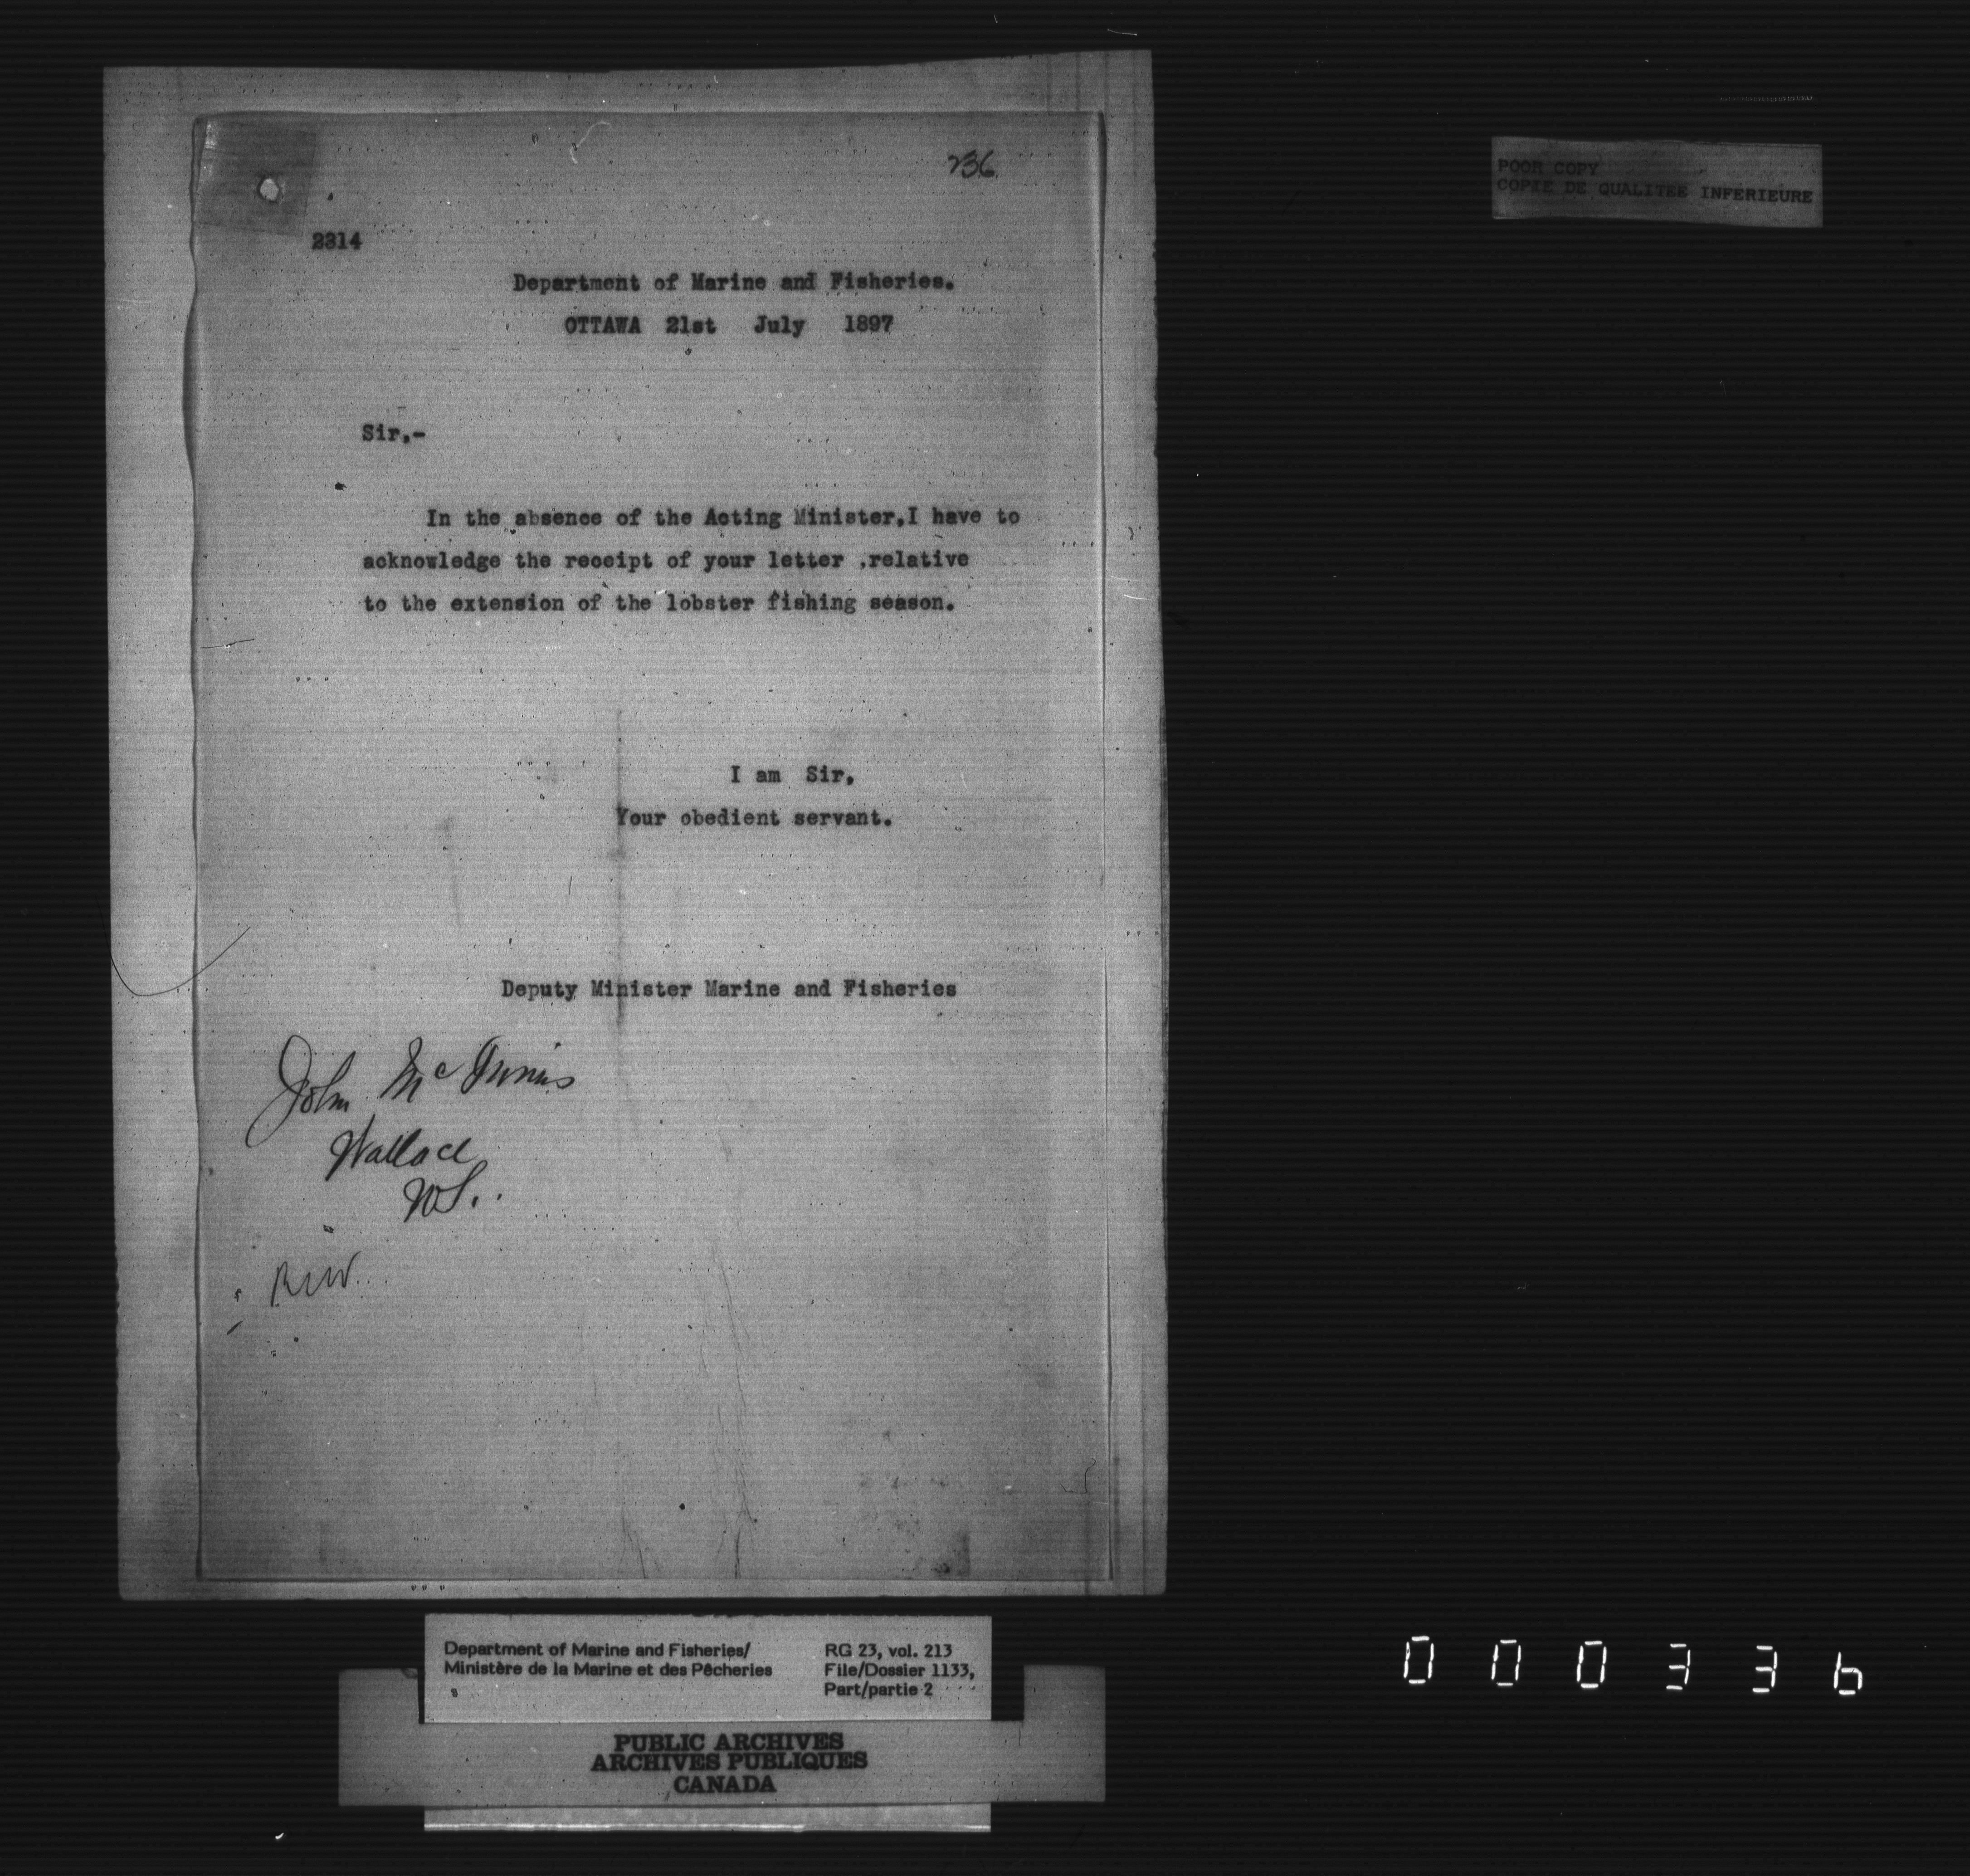 236
2314
Department of Marine and Fisheries.
OTTAWA 21st July 1897
Sir,-
In the absence of the Acting Minister,I have to
acknowledge the receipt of your letter ,relative
to the extension of the lobster fishing season.
I am Sir,
Your obedient servant.
Deputy Minister Marine and Fisheries
John McInnis
Wallace
NS.
POOR COPY
COPIE DE QUALITEE INFERIEURE
Department of Marine and Fisheries/
Ministère de la Marine et des Pêcheries
RG 23, vol. 213
File/Dossier 1133,
Part/partie 2
PUBLIC ARCHIVES
ARCHIVES PUBLIQUES
CANADA
000336